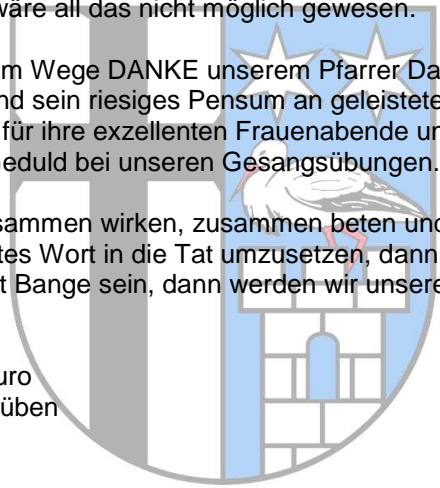 wäre all das nicht möglich gewesen.
m Wege DANKE unserem Pfarrer Da
nd sein riesiges Pensum an geleistete
für ihre exzellenten Frauenabende un
Geduld bei unseren Gesangsübungen.
sammen wirken, zusammen beten und
tes Wort in die Tat umzusetzen, dann
t Bange sein, dann werden wir unsere
uro
üben